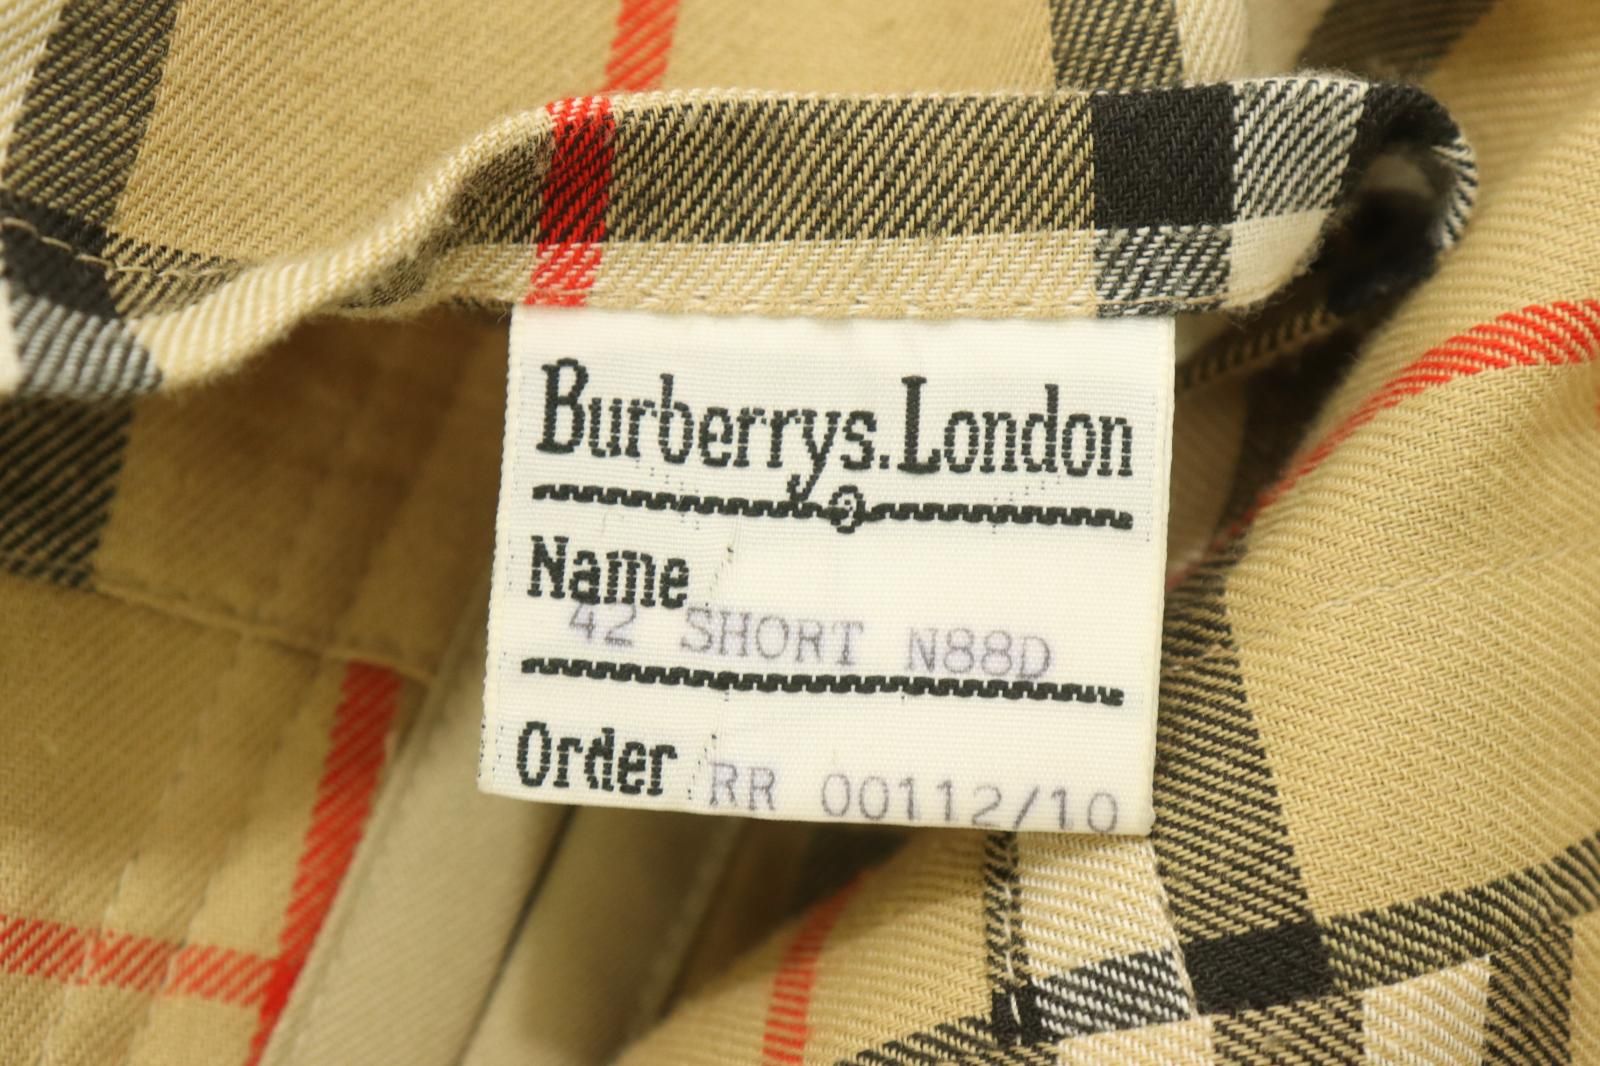 Burberrys.London
Name
42 SHORT N88D
Order RR 00112/10